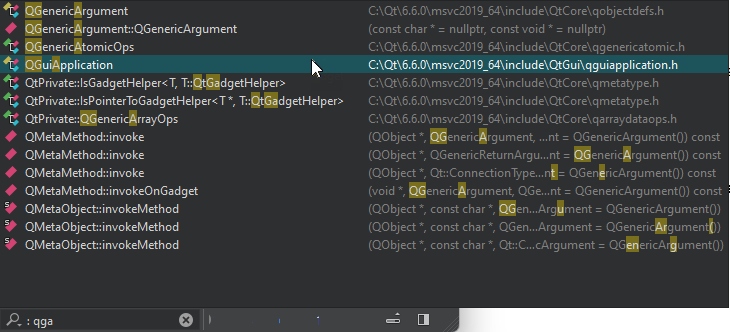 QGenericArgument C:\Qt\6.6.0\msvc2019_64\include\QtCore\qobjectdefs.h
QGenericArgument::QGenericArgument (const char * = nullptr, const void * = nullptr)
QGenericAtomicOps C:\Qt\6.6.0\msvc2019_64\include\QtCore\qgenericatomic.h
QGuiApplication C:\Qt\6.6.0\msvc2019_64\include\QtGui\qguiapplication.h
QtPrivate::IsGadgetHelper<T, T::QtGadgetHelper> C:\Qt\6.6.0\msvc2019_64\include\QtCore\qmetatype.h
QtPrivate::IsPointerToGadgetHelper<T *, T::QtGadgetHelper> C:\Qt\6.6.0\msvc2019_64\include\QtCore\qmetatype.h
QtPrivate::QGenericArrayOps C:\Qt\6.6.0\msvc2019_64\include\QtCore\qarraydataops.h
QMetaMethod::invoke (QObject *, QGenericArgument, ...nt = QGenericArgument()) const
QMetaMethod::invoke (QObject *, QGenericReturnArgu...nt = QGenericArgument()) const
QMetaMethod::invoke (QObject *, Qt::ConnectionType...nt = QGenericArgument()) const
QMetaMethod::invokeOnGadget (void *, QGenericArgument, QGe...nt = QGenericArgument()) const
QMetaObject::invokeMethod (QObject *, const char *, QGen...Argument = QGenericArgument())
QMetaObject::invokeMethod (QObject *, const char *, QGen...Argument = QGenericArgument())
QMetaObject::invokeMethod (QObject *, const char *, Qt::C...cArgument = QGenericArgument())
: qga